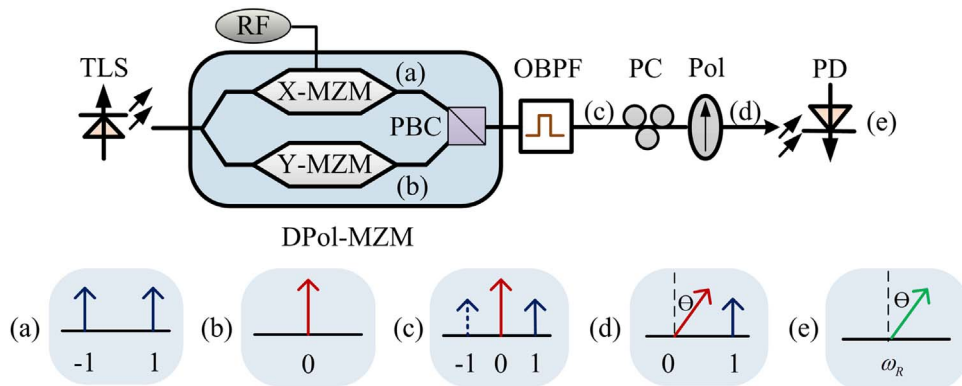 RF
TLS
X-MZM
(a)
OBPF
PC
Pol
PD
PBC
(c)
(d)
(e)
Y-MZM
(b)
DPol-MZM
(a)
-1
1
(b)
0
(c)
-1
0
1
(d)
Θ
0
1
(e)
Θ
ω_R